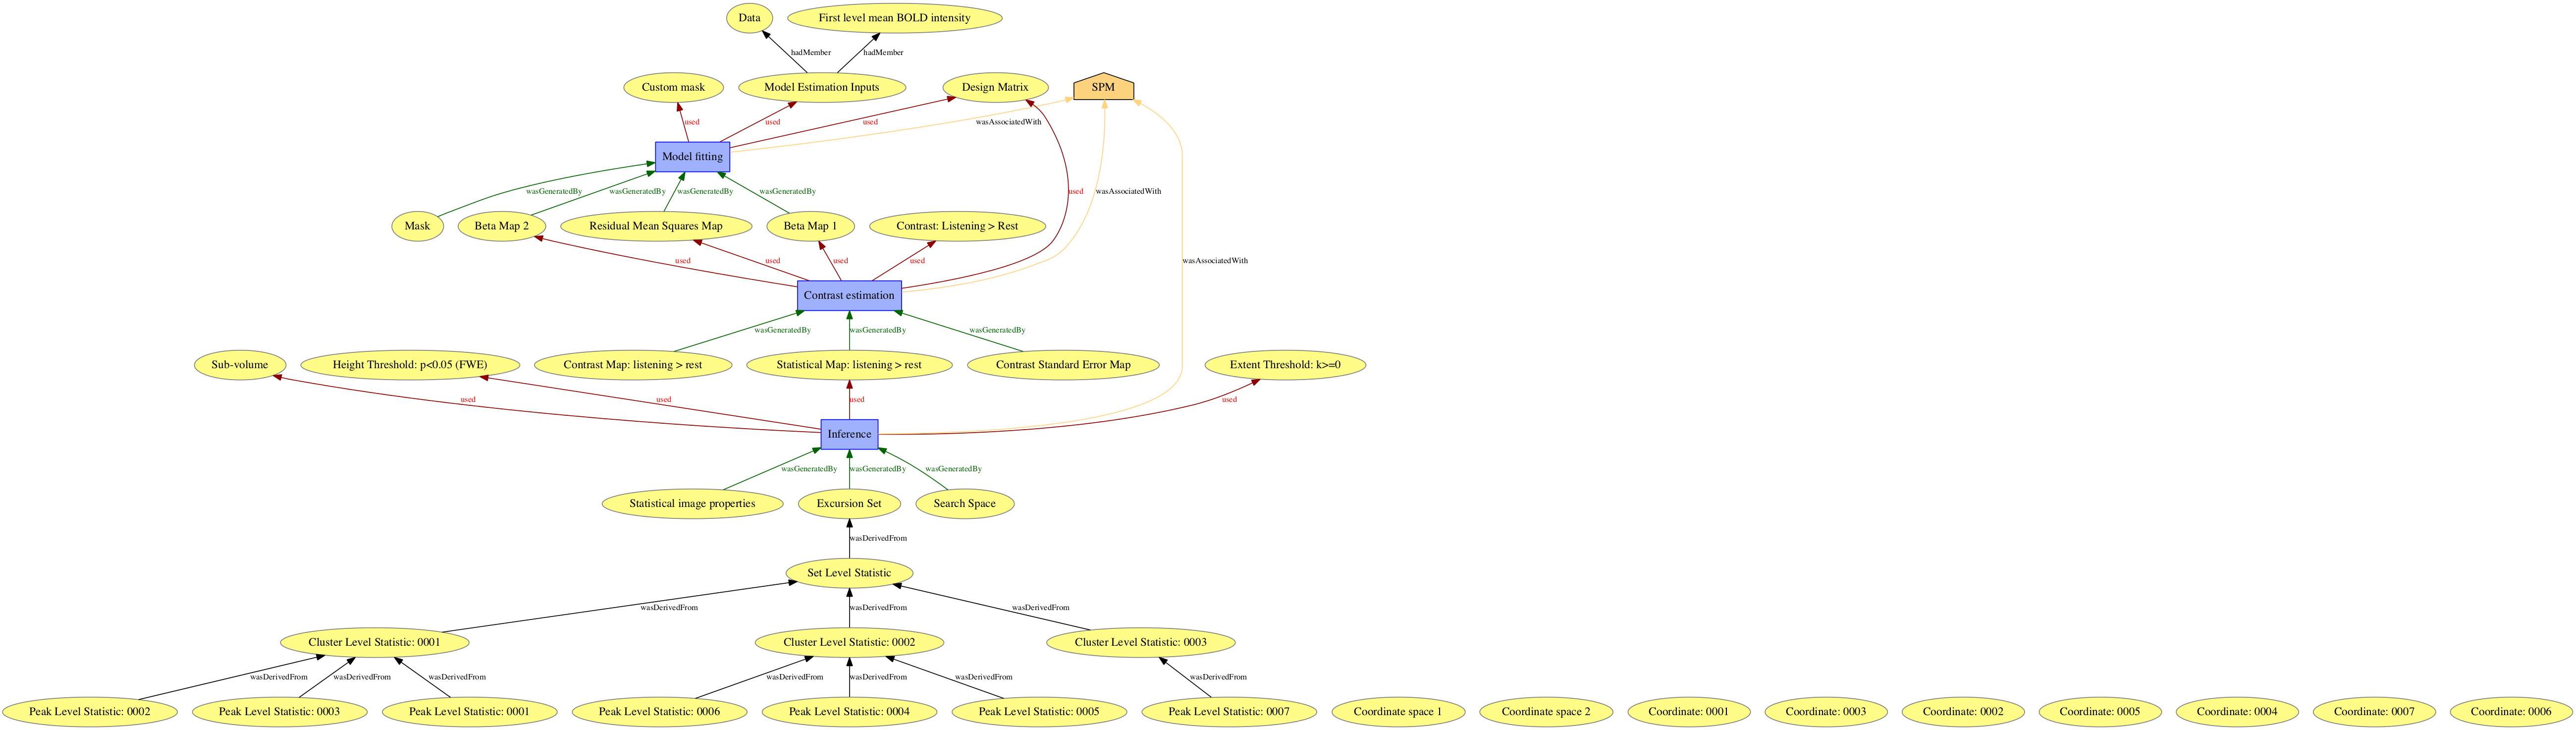 Data
First level mean BOLD intensity
hadMember
hadMember
Custom mask
Model Estimation Inputs
Design Matrix
SPM
used
used
used
wasAssociatedWith
Model fitting
wasGeneratedBy
wasGeneratedBy
wasGeneratedBy
wasGeneratedBy
used
wasAssociatedWith
Mask
Beta Map 2
Residual Mean Squares Map
Beta Map 1
Contrast: Listening > Rest
used
used
used
used
wasAssociatedWith
Contrast estimation
wasGeneratedBy
wasGeneratedBy
wasGeneratedBy
Sub-volume
Height Threshold: p<0.05 (FWE)
Contrast Map: listening > rest
Statistical Map: listening > rest
Contrast Standard Error Map
Extent Threshold: k>=0
used
used
used
used
Inference
wasGeneratedBy
wasGeneratedBy
wasGeneratedBy
Statistical image properties
Excursion Set
Search Space
wasDerivedFrom
Set Level Statistic
wasDerivedFrom
wasDerivedFrom
wasDerivedFrom
Cluster Level Statistic: 0001
Cluster Level Statistic: 0002
Cluster Level Statistic: 0003
wasDerivedFrom
wasDerivedFrom
wasDerivedFrom
wasDerivedFrom
wasDerivedFrom
wasDerivedFrom
wasDerivedFrom
Peak Level Statistic: 0002
Peak Level Statistic: 0003
Peak Level Statistic: 0001
Peak Level Statistic: 0006
Peak Level Statistic: 0004
Peak Level Statistic: 0005
Peak Level Statistic: 0007
Coordinate space 1
Coordinate space 2
Coordinate: 0001
Coordinate: 0003
Coordinate: 0002
Coordinate: 0005
Coordinate: 0004
Coordinate: 0007
Coordinate: 0006